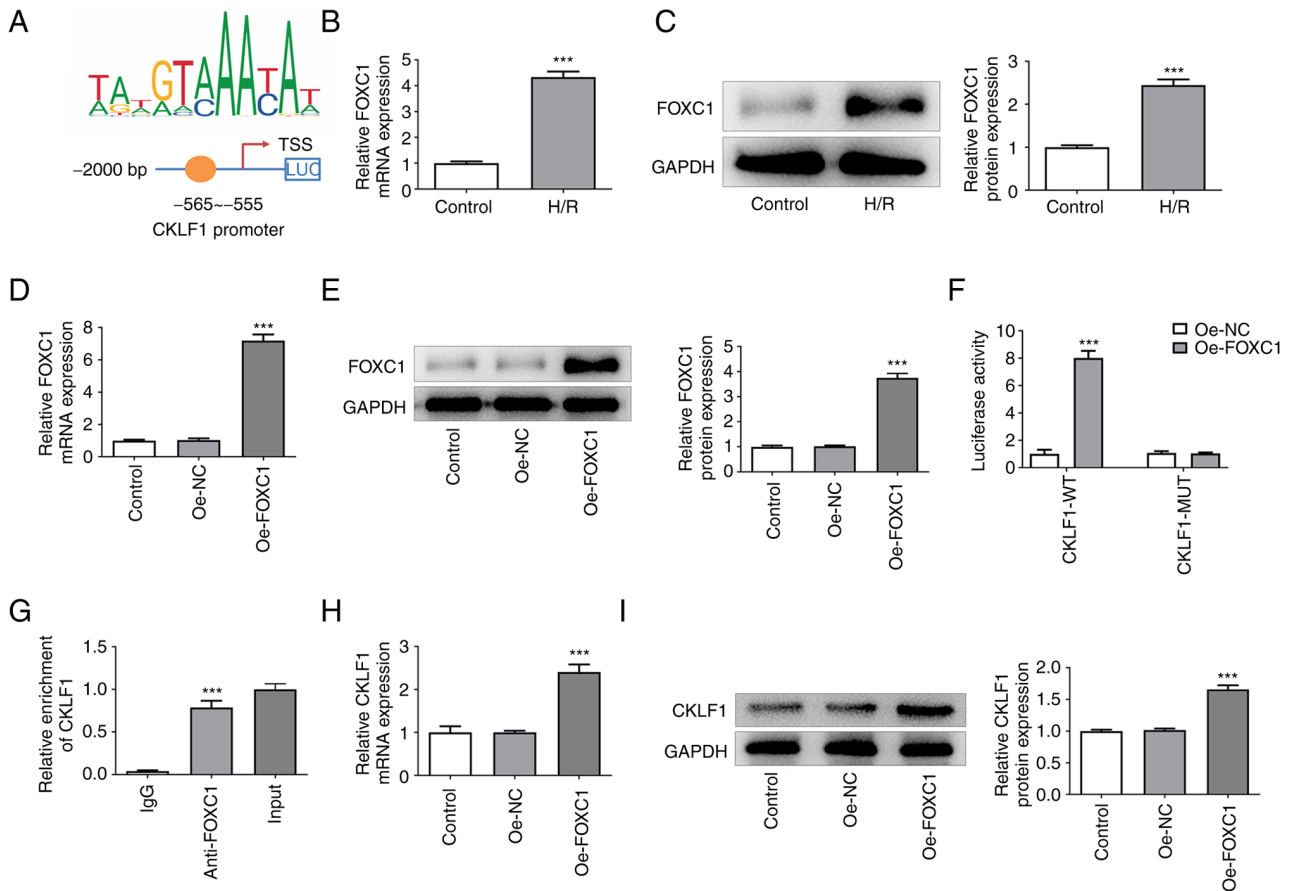 A
TATGTAAATAT
TSS
−2000 bp
LUC
−565~−555
CKLF1 promoter
B
Relative FOXC1
mRNA expression
5
4
3
2
1
0
***
Control
H/R
C
FOXC1
GAPDH
Control
H/R
Relative FOXC1
protein expression
3
2
1
0
***
Control
H/R
D
Relative FOXC1
mRNA expression
8
6
4
2
0
***
Control
Oe-NC
Oe-FOXC1
E
FOXC1
GAPDH
Control
Oe-NC
Oe-FOXC1
Relative FOXC1
protein expression
5
4
3
2
1
0
***
Control
Oe-NC
Oe-FOXC1
F
Luciferase activity
10
8
6
4
2
0
***
CKLF1-WT
CKLF1-MUT
Oe-NC
Oe-FOXC1
G
Relative enrichment
of CKLF1
1.5
1.0
0.5
0.0
***
IgG
Anti-FOXC1
Input
H
Relative CKLF1
mRNA expression
3
2
1
0
***
Control
Oe-NC
Oe-FOXC1
I
CKLF1
GAPDH
Control
Oe-NC
Oe-FOXC1
Relative CKLF1
protein expression
2.0
1.5
1.0
0.5
0.0
***
Control
Oe-NC
Oe-FOXC1